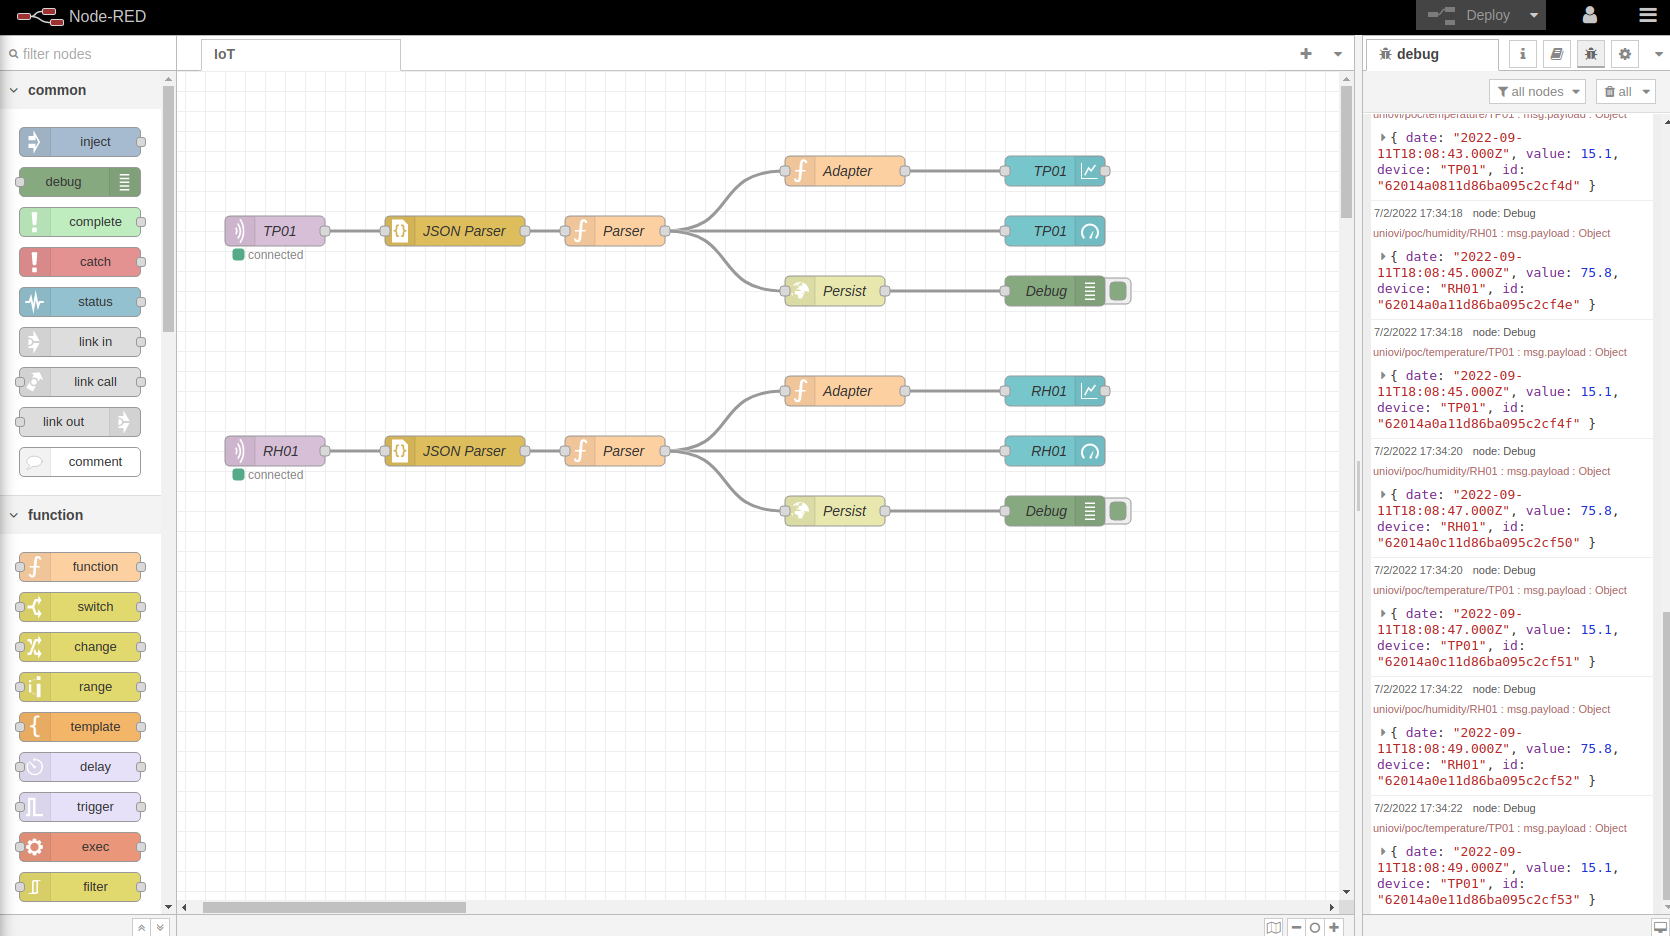 Node-RED
Deploy
filter nodes
IoT
debug
i
all nodes
all
common
inject
debug
complete
catch
status
link in
link call
link out
comment
function
function
switch
change
range
template
delay
trigger
exec
filter
TP01
connected
JSON Parser
Parser
Adapter
TP01
TP01
Persist
Debug
RH01
connected
JSON Parser
Parser
Adapter
RH01
RH01
Persist
Debug
uniovi/poc/temperature/TP01 : msg.payload : Object
{ date: "2022-09-
11T18:08:43.000Z", value: 15.1,
device: "TP01", id:
"62014a0811d86ba095c2cf4d" }
7/2/2022 17:34:18 node: Debug
uniovi/poc/humidity/RH01 : msg.payload : Object
{ date: "2022-09-
11T18:08:45.000Z", value: 75.8,
device: "RH01", id:
"62014a0a11d86ba095c2cf4e" }
7/2/2022 17:34:18 node: Debug
uniovi/poc/temperature/TP01 : msg.payload : Object
{ date: "2022-09-
11T18:08:45.000Z", value: 15.1,
device: "TP01", id:
"62014a0a11d86ba095c2cf4f" }
7/2/2022 17:34:20 node: Debug
uniovi/poc/humidity/RH01 : msg.payload : Object
{ date: "2022-09-
11T18:08:47.000Z", value: 75.8,
device: "RH01", id:
"62014a0c11d86ba095c2cf50" }
7/2/2022 17:34:20 node: Debug
uniovi/poc/temperature/TP01 : msg.payload : Object
{ date: "2022-09-
11T18:08:47.000Z", value: 15.1,
device: "TP01", id:
"62014a0c11d86ba095c2cf51" }
7/2/2022 17:34:22 node: Debug
uniovi/poc/humidity/RH01 : msg.payload : Object
{ date: "2022-09-
11T18:08:49.000Z", value: 75.8,
device: "RH01", id:
"62014a0e11d86ba095c2cf52" }
7/2/2022 17:34:22 node: Debug
uniovi/poc/temperature/TP01 : msg.payload : Object
{ date: "2022-09-
11T18:08:49.000Z", value: 15.1,
device: "TP01", id:
"62014a0e11d86ba095c2cf53" }